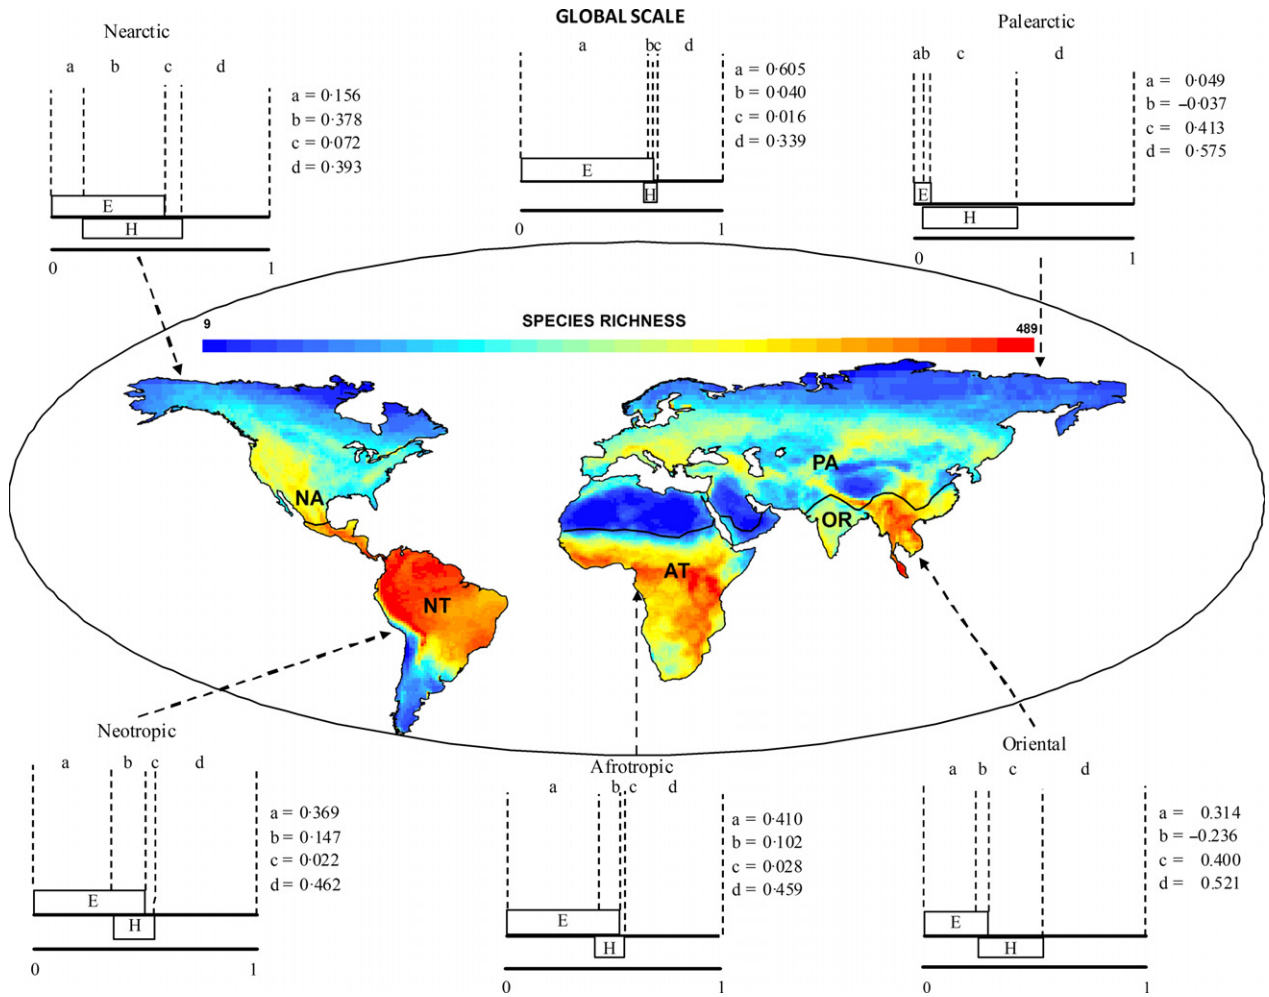 GLOBAL SCALE
a
bc
d
a = 0·605
b = 0·040
c = 0·016
d = 0·339
E
H
0
1
Nearctic
a
b
c
d
a = 0·156
b = 0·378
c = 0·072
d = 0·393
E
H
0
1
Palearctic
ab
c
d
a = 0·049
b = –0·037
c = 0·413
d = 0·575
E
H
0
1
SPECIES RICHNESS
9
489
NA
PA
OR
AT
NT
Neotropic
a
b
c
d
a = 0·369
b = 0·147
c = 0·022
d = 0·462
E
H
0
1
Afrotropic
a
b
c
d
a = 0·410
b = 0·102
c = 0·028
d = 0·459
E
H
0
1
Oriental
a
b
c
d
a = 0.314
b = –0.236
c = 0.400
d = 0.521
E
H
0
1